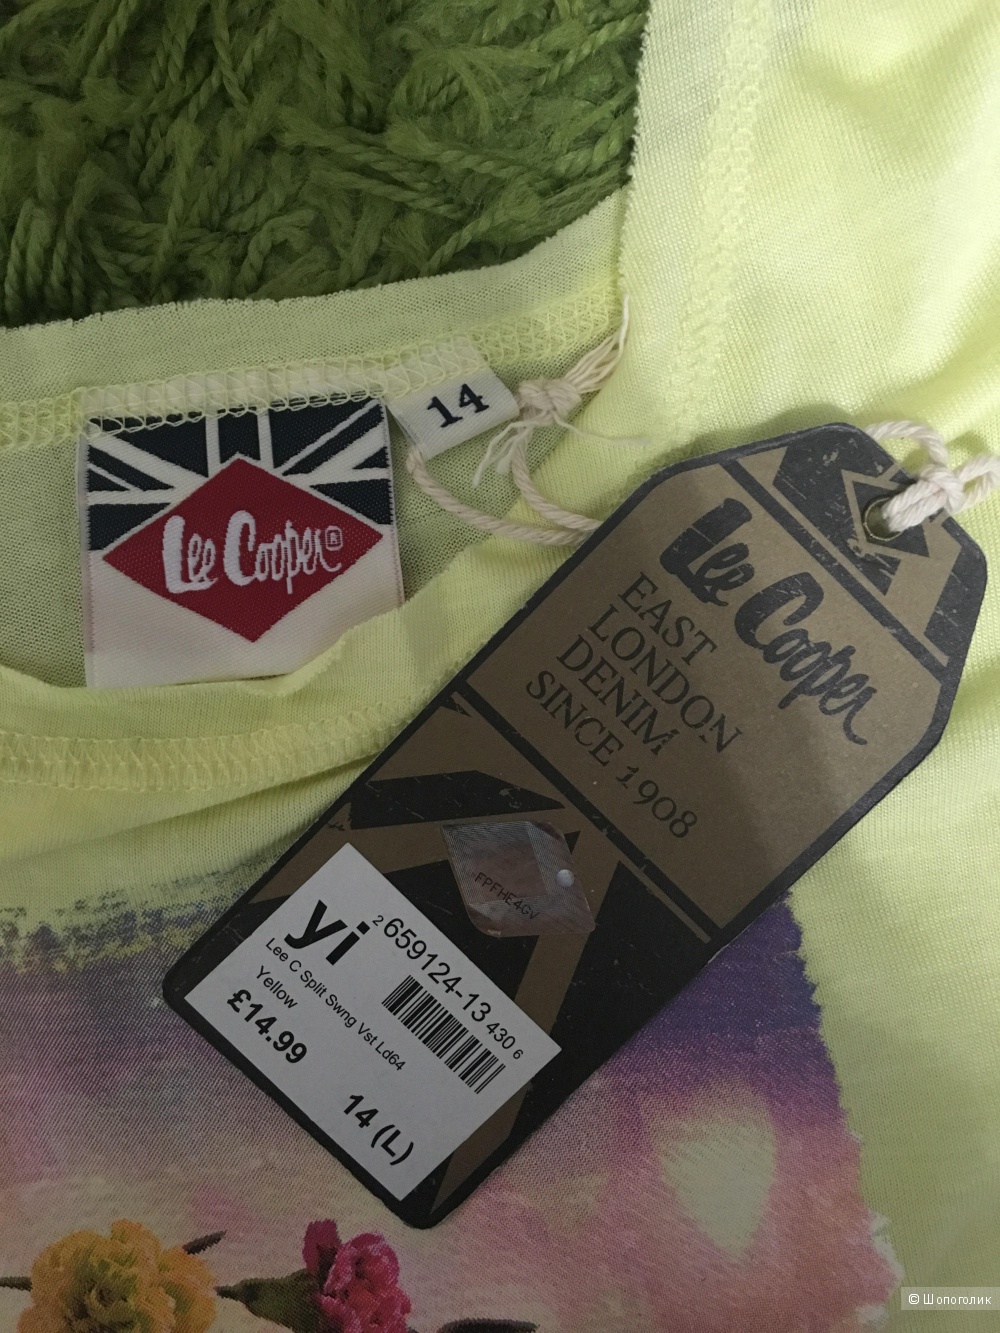 14
Lee Cooper®
Lee Cooper
EAST
LONDON
DENIM
SINCE 1908
FPFHE4GV
yi
2 659124-13 430 6
Lee C Split Swng Vst Ld64
Yellow
£14.99
14 (L)
© Шопоголик